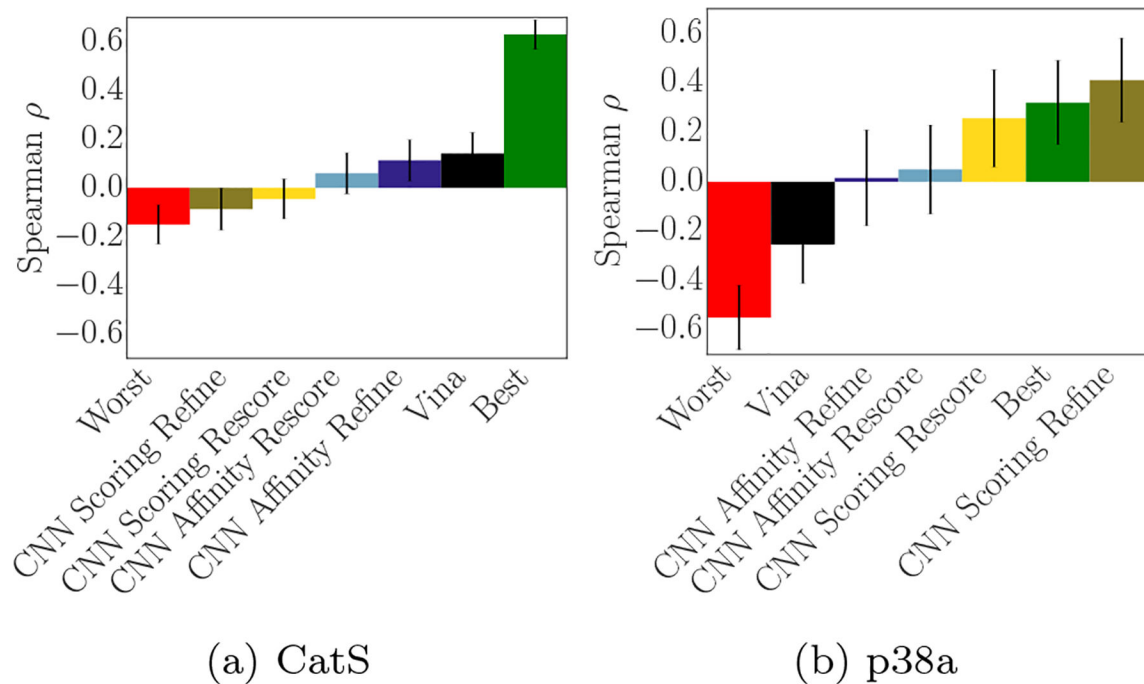 Spearman ρ
0.6
0.4
0.2
0.0
−0.2
−0.4
−0.6
Worst
CNN Scoring Refine
CNN Scoring Rescore
CNN Affinity Rescore
CNN Affinity Refine
Vina
Best
(a) CatS
Spearman ρ
0.6
0.4
0.2
0.0
−0.2
−0.4
−0.6
Worst
Vina
CNN Affinity Refine
CNN Affinity Rescore
CNN Scoring Rescore
Best
CNN Scoring Refine
(b) p38a